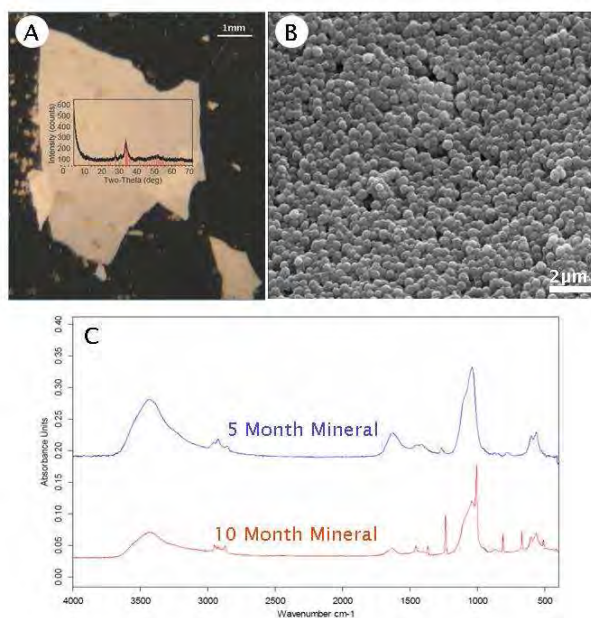 A
1mm
Intensity (counts)
600
500
400
300
200
100
0 10 20 30 40 50 60 70
Two-Theta (deg)
B
2µm
C
Absorbance Units
0.40
0.35
0.30
0.25
0.20
0.15
0.10
0.05
0.00
5 Month Mineral
10 Month Mineral
4000 3500 3000 2500 2000 1500 1000 500
Wavenumber cm-1